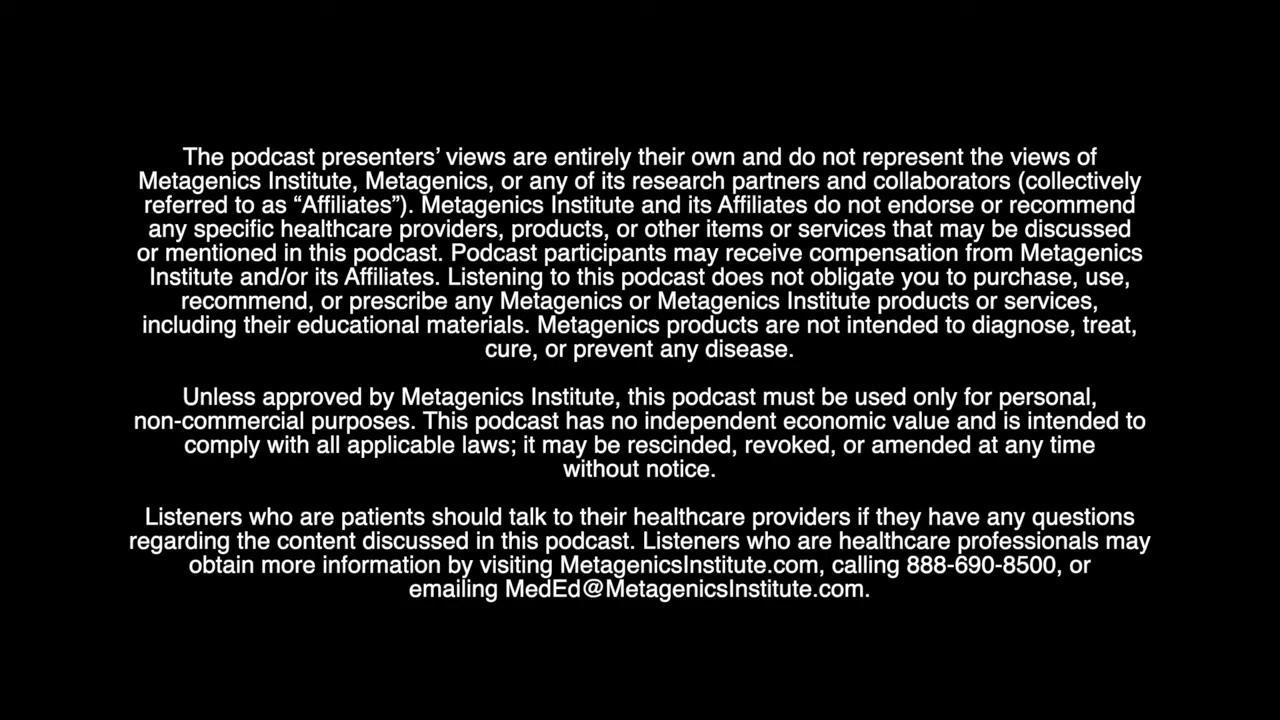 The podcast presenters’ views are entirely their own and do not represent the views of
Metagenics Institute, Metagenics, or any of its research partners and collaborators (collectively
referred to as “Affiliates”). Metagenics Institute and its Affiliates do not endorse or recommend
any specific healthcare providers, products, or other items or services that may be discussed
or mentioned in this podcast. Podcast participants may receive compensation from Metagenics
Institute and/or its Affiliates. Listening to this podcast does not obligate you to purchase, use,
recommend, or prescribe any Metagenics or Metagenics Institute products or services,
including their educational materials. Metagenics products are not intended to diagnose, treat,
cure, or prevent any disease.
Unless approved by Metagenics Institute, this podcast must be used only for personal,
non-commercial purposes. This podcast has no independent economic value and is intended to
comply with all applicable laws; it may be rescinded, revoked, or amended at any time
without notice.
Listeners who are patients should talk to their healthcare providers if they have any questions
regarding the content discussed in this podcast. Listeners who are healthcare professionals may
obtain more information by visiting MetagenicsInstitute.com, calling 888-690-8500, or
emailing MedEd@MetagenicsInstitute.com.